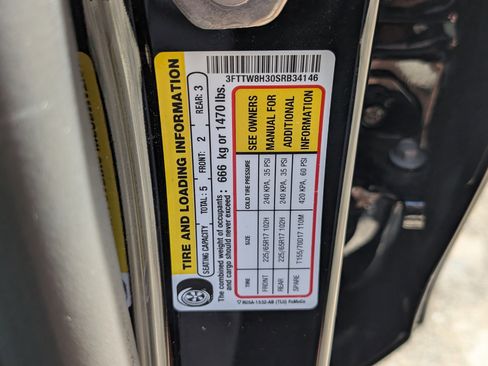 3FTTW8H30SRB34146
TIRE AND LOADING INFORMATION
SEATING CAPACITY TOTAL: 5 FRONT: 2 REAR: 3
The combined weight of occupants
and cargo should never exceed : 666 kg or 1470 lbs.
TIRE SIZE COLD TIRE PRESSURE
FRONT 225/65R17 102H 240 KPA, 35 PSI
REAR 225/65R17 102H 240 KPA, 35 PSI
SPARE T155/70D17 110M 420 KPA, 60 PSI
SEE OWNERS
MANUAL FOR
ADDITIONAL
INFORMATION